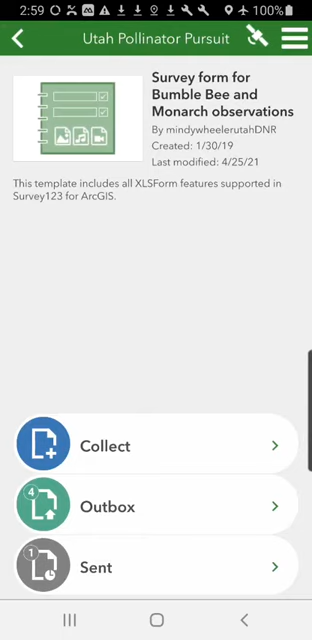 2:59
100%
Utah Pollinator Pursuit
Survey form for
Bumble Bee and
Monarch observations
By mindywheelerutahDNR
Created: 1/30/19
Last modified: 4/25/21
This template includes all XLSForm features supported in
Survey123 for ArcGIS.
Collect
4
Outbox
1
Sent